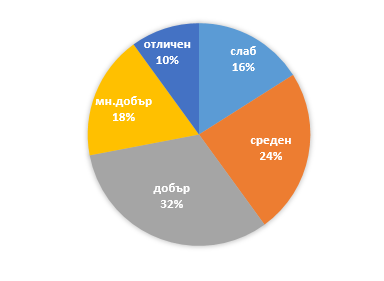 отличен
10%
слаб
16%
мн.добър
18%
среден
24%
добър
32%